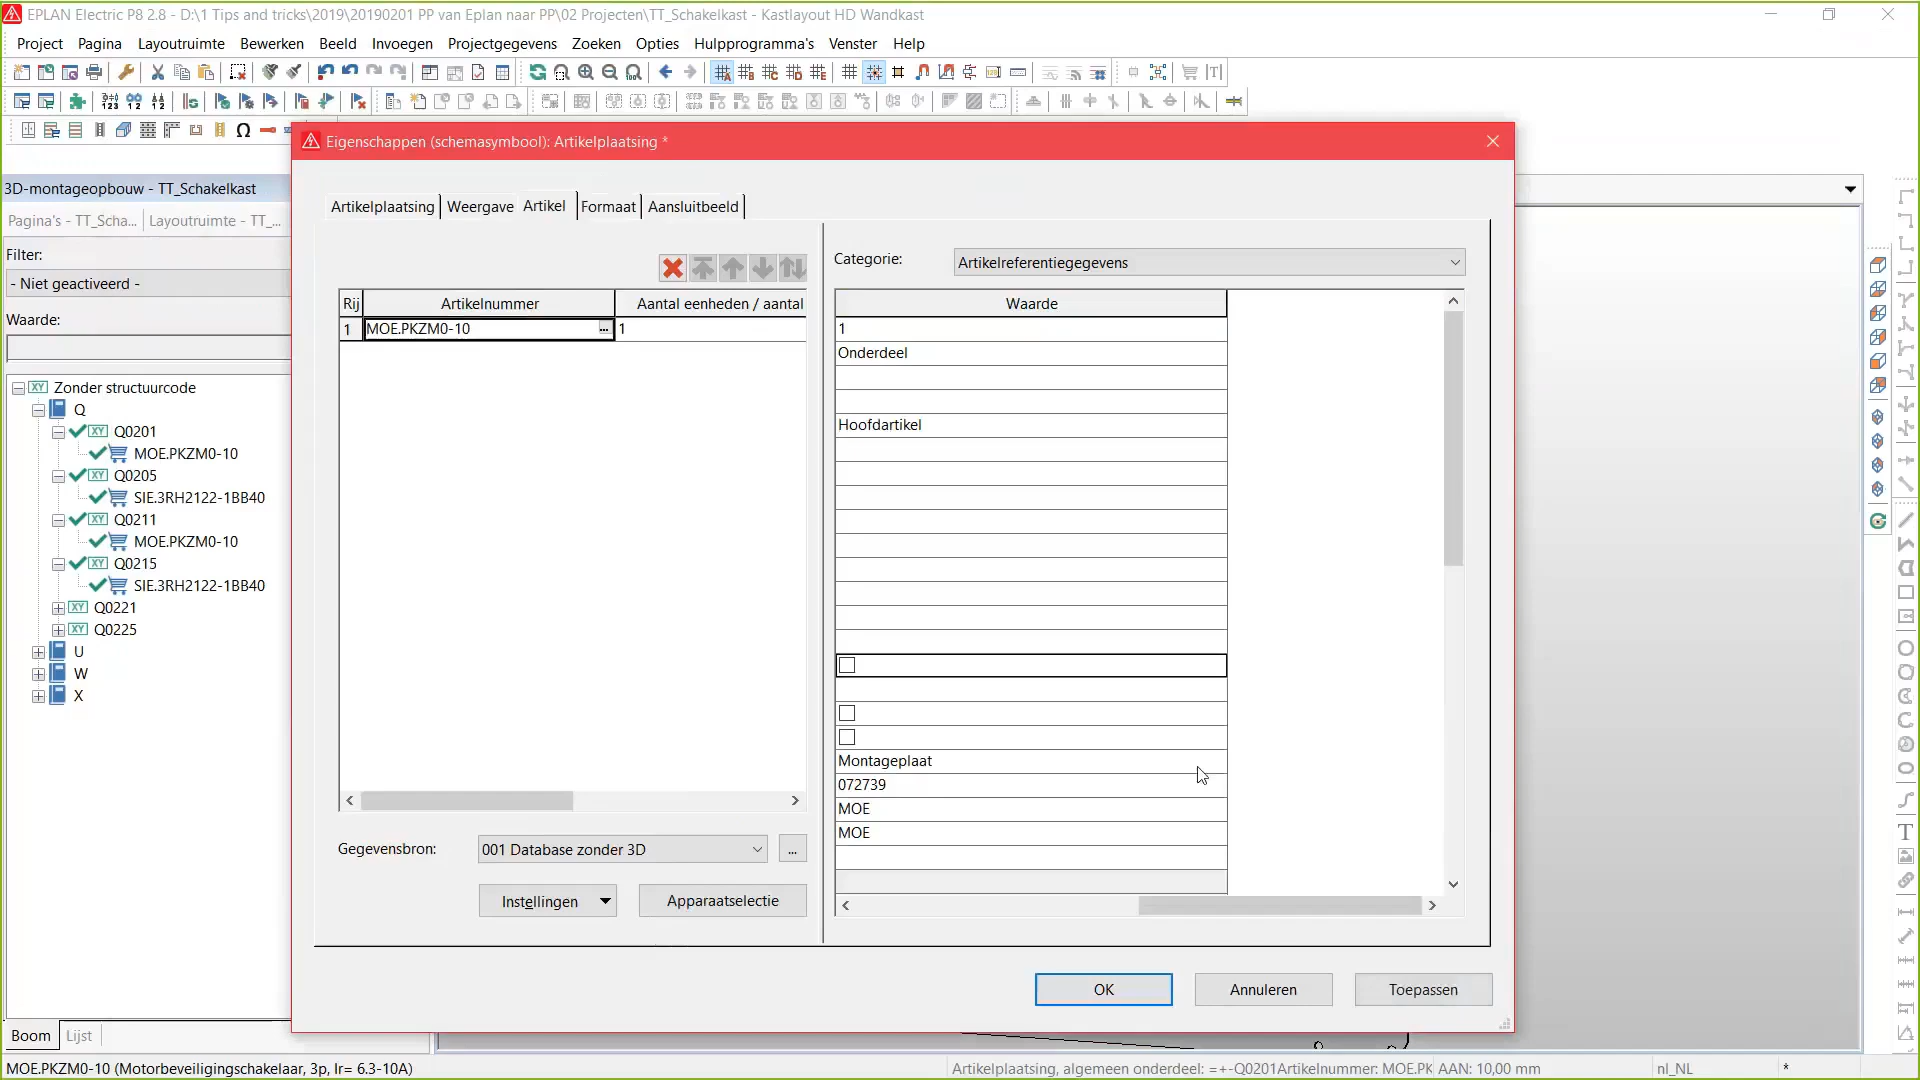 EPLAN Electric P8 2.8 - D:\1 Tips and tricks\2019\20190201 PP van Eplan naar PP\02 Projecten\TT_Schakelkast - Kastlayout HD Wandkast
Project Pagina Layoutruimte Bewerken Beeld Invoegen Projectgegevens Zoeken Opties Hulpprogramma's Venster Help
Eigenschappen (schemasymbool): Artikelplaatsing *
3D-montageopbouw - TT_Schakelkast
Pagina's - TT_Scha... Layoutruimte - TT_...
Filter:
- Niet geactiveerd -
Waarde:
Zonder structuurcode
Q
Q0201
MOE.PKZM0-10
Q0205
SIE.3RH2122-1BB40
Q0211
MOE.PKZM0-10
Q0215
SIE.3RH2122-1BB40
Q0221
Q0225
U
W
X
Boom Lijst
Artikelplaatsing Weergave Artikel Formaat Aansluitbeeld
Rij Artikelnummer Aantal eenheden / aantal
1 MOE.PKZM0-10 ... 1
Gegevensbron: 001 Database zonder 3D ...
Instellingen Apparaatselectie
Categorie: Artikelreferentiegegevens
Waarde
1
Onderdeel
Hoofdartikel
Montageplaat
072739
MOE
MOE
OK Annuleren Toepassen
MOE.PKZM0-10 (Motorbeveiligingschakelaar, 3p, Ir= 6.3-10A) Artikelplaatsing, algemeen onderdeel: =+-Q0201Artikelnummer: MOE.PK AAN: 10,00 mm nl_NL *